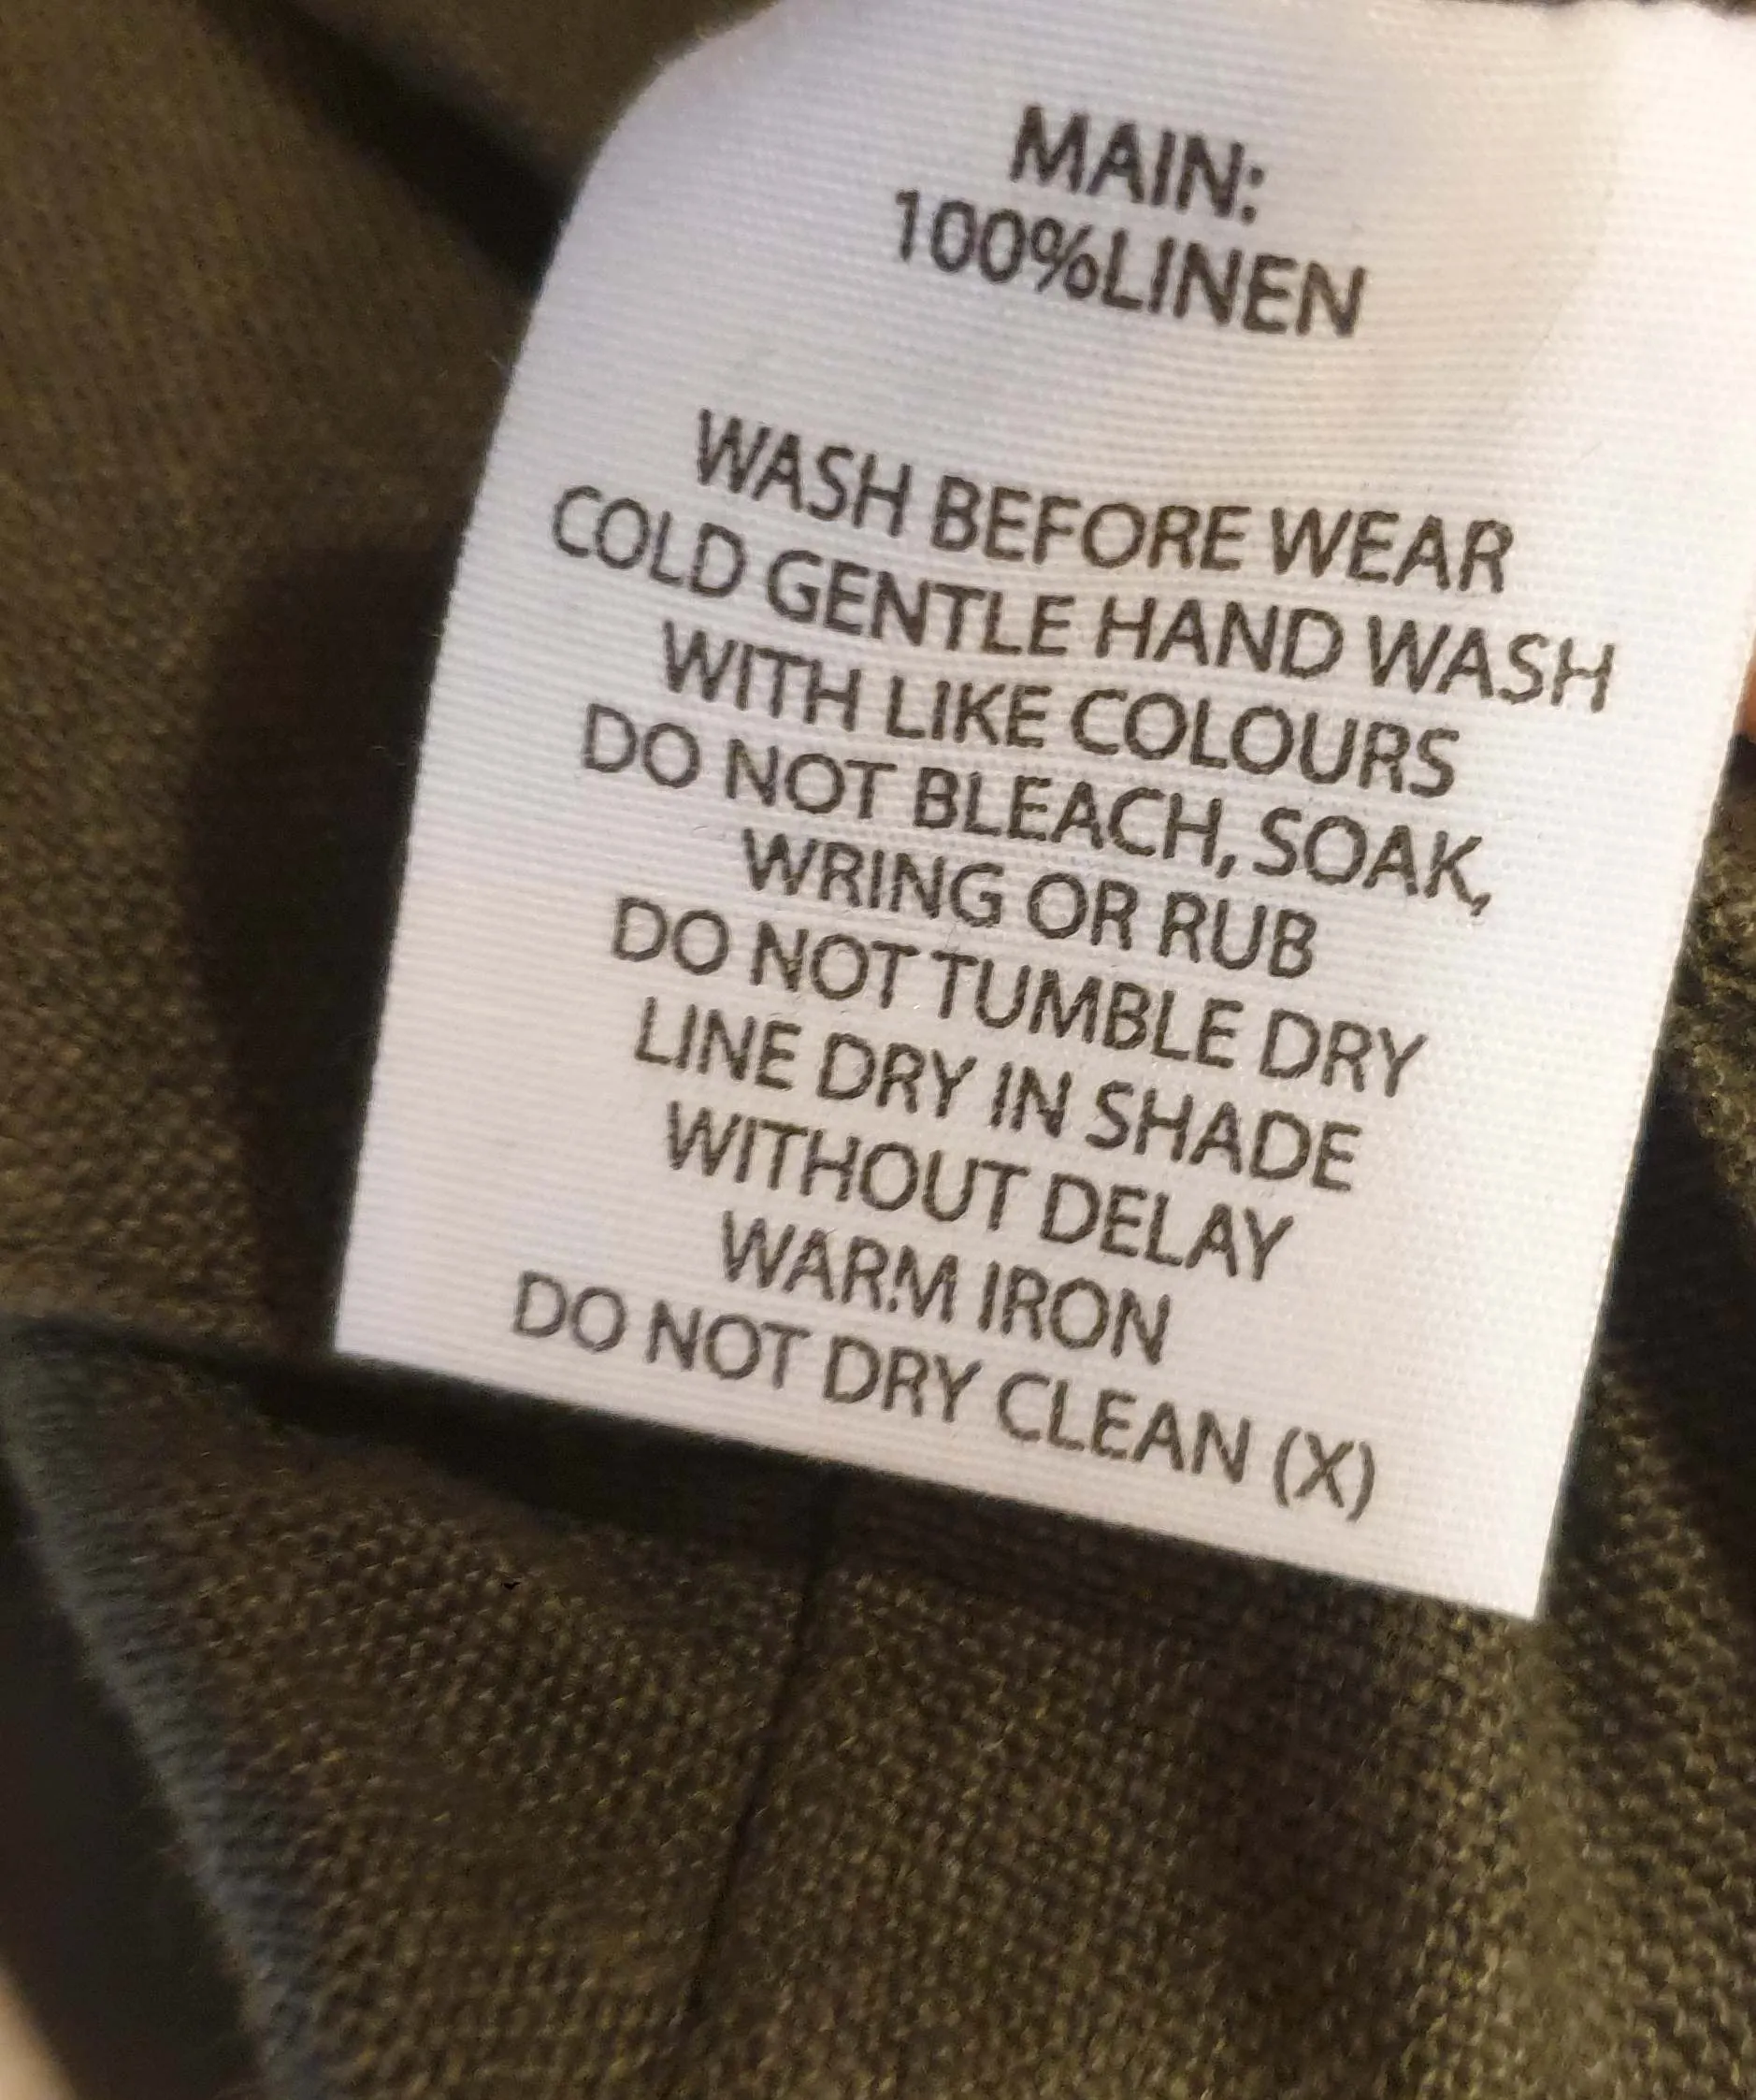 MAIN:
100%LINEN
WASH BEFORE WEAR
COLD GENTLE HAND WASH
WITH LIKE COLOURS
DO NOT BLEACH, SOAK,
WRING OR RUB
DO NOT TUMBLE DRY
LINE DRY IN SHADE
WITHOUT DELAY
WARM IRON
DO NOT DRY CLEAN (X)